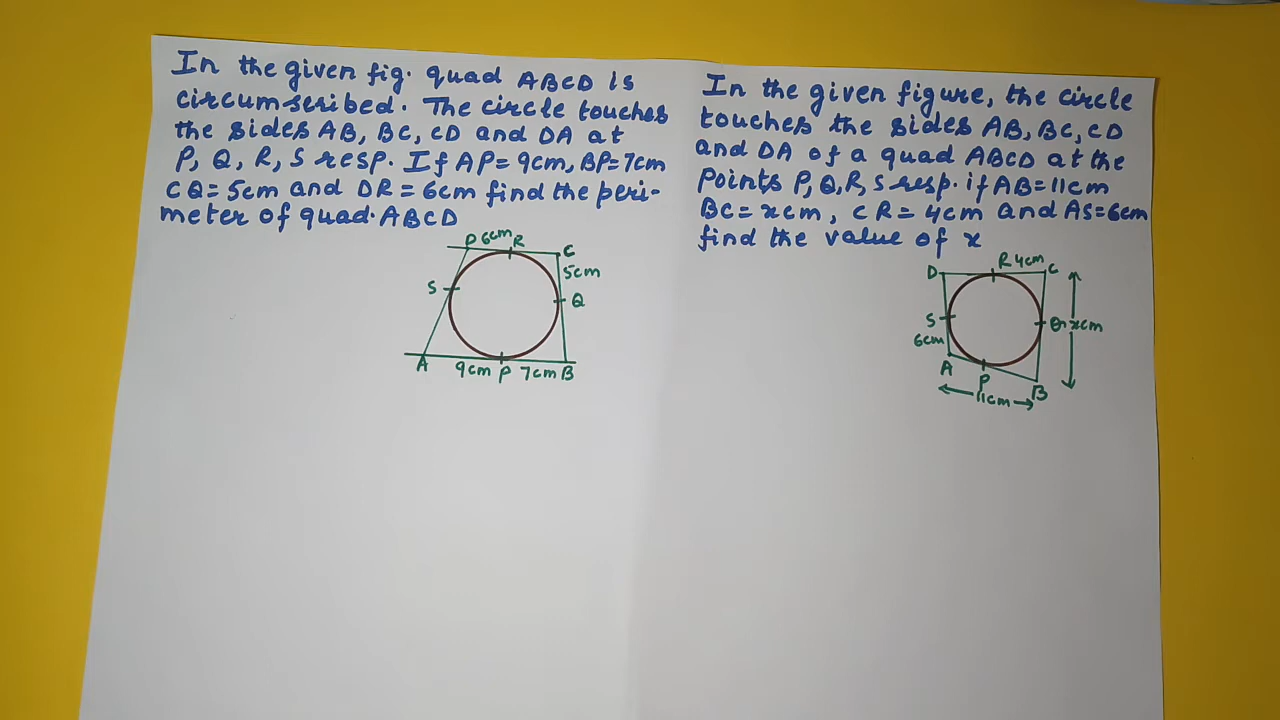 In the given fig. quad ABCD is
circumscribed. The circle touches
the sides AB, BC, CD and DA at
P, Q, R, S resp. If AP = 9cm, BP = 7cm
CQ = 5cm and DR = 6cm find the peri-
meter of quad. ABCD
D 6cm R C
5cm
S Q
A 9cm P 7cm B
In the given figure, the circle
touches the sides AB, BC, CD
and DA of a quad ABCD at the
points P, Q, R, S resp. if AB = 11cm
BC = x cm, CR = 4cm and AS = 6cm
find the value of x
D R 4cm C
S Q x cm
6cm
A P B
11cm